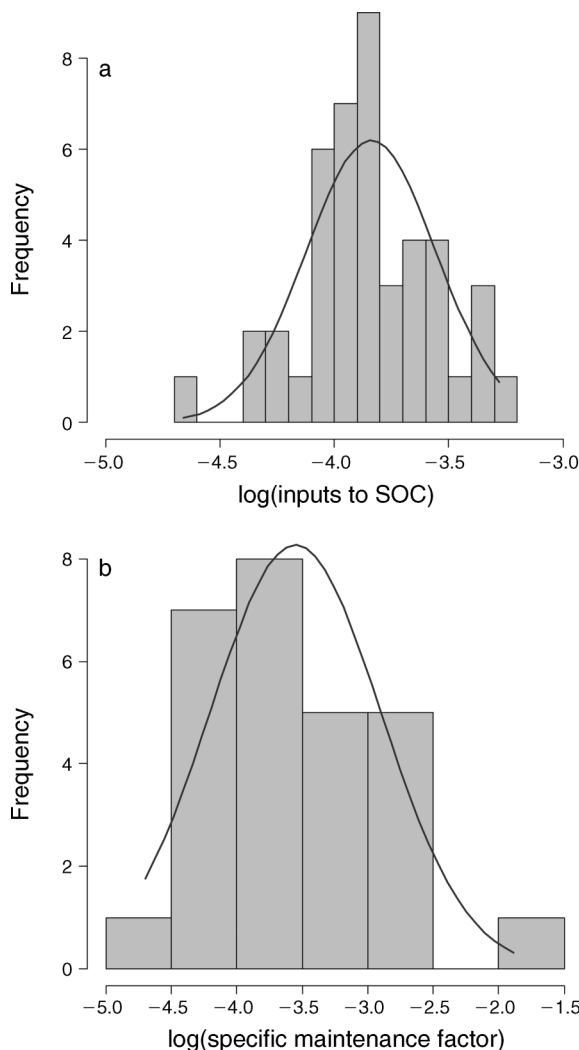 a
8
6
4
2
0
Frequency
−5.0 −4.5 −4.0 −3.5 −3.0
log(inputs to SOC)
b
8
6
4
2
0
Frequency
−5.0 −4.5 −4.0 −3.5 −3.0 −2.5 −2.0 −1.5
log(specific maintenance factor)